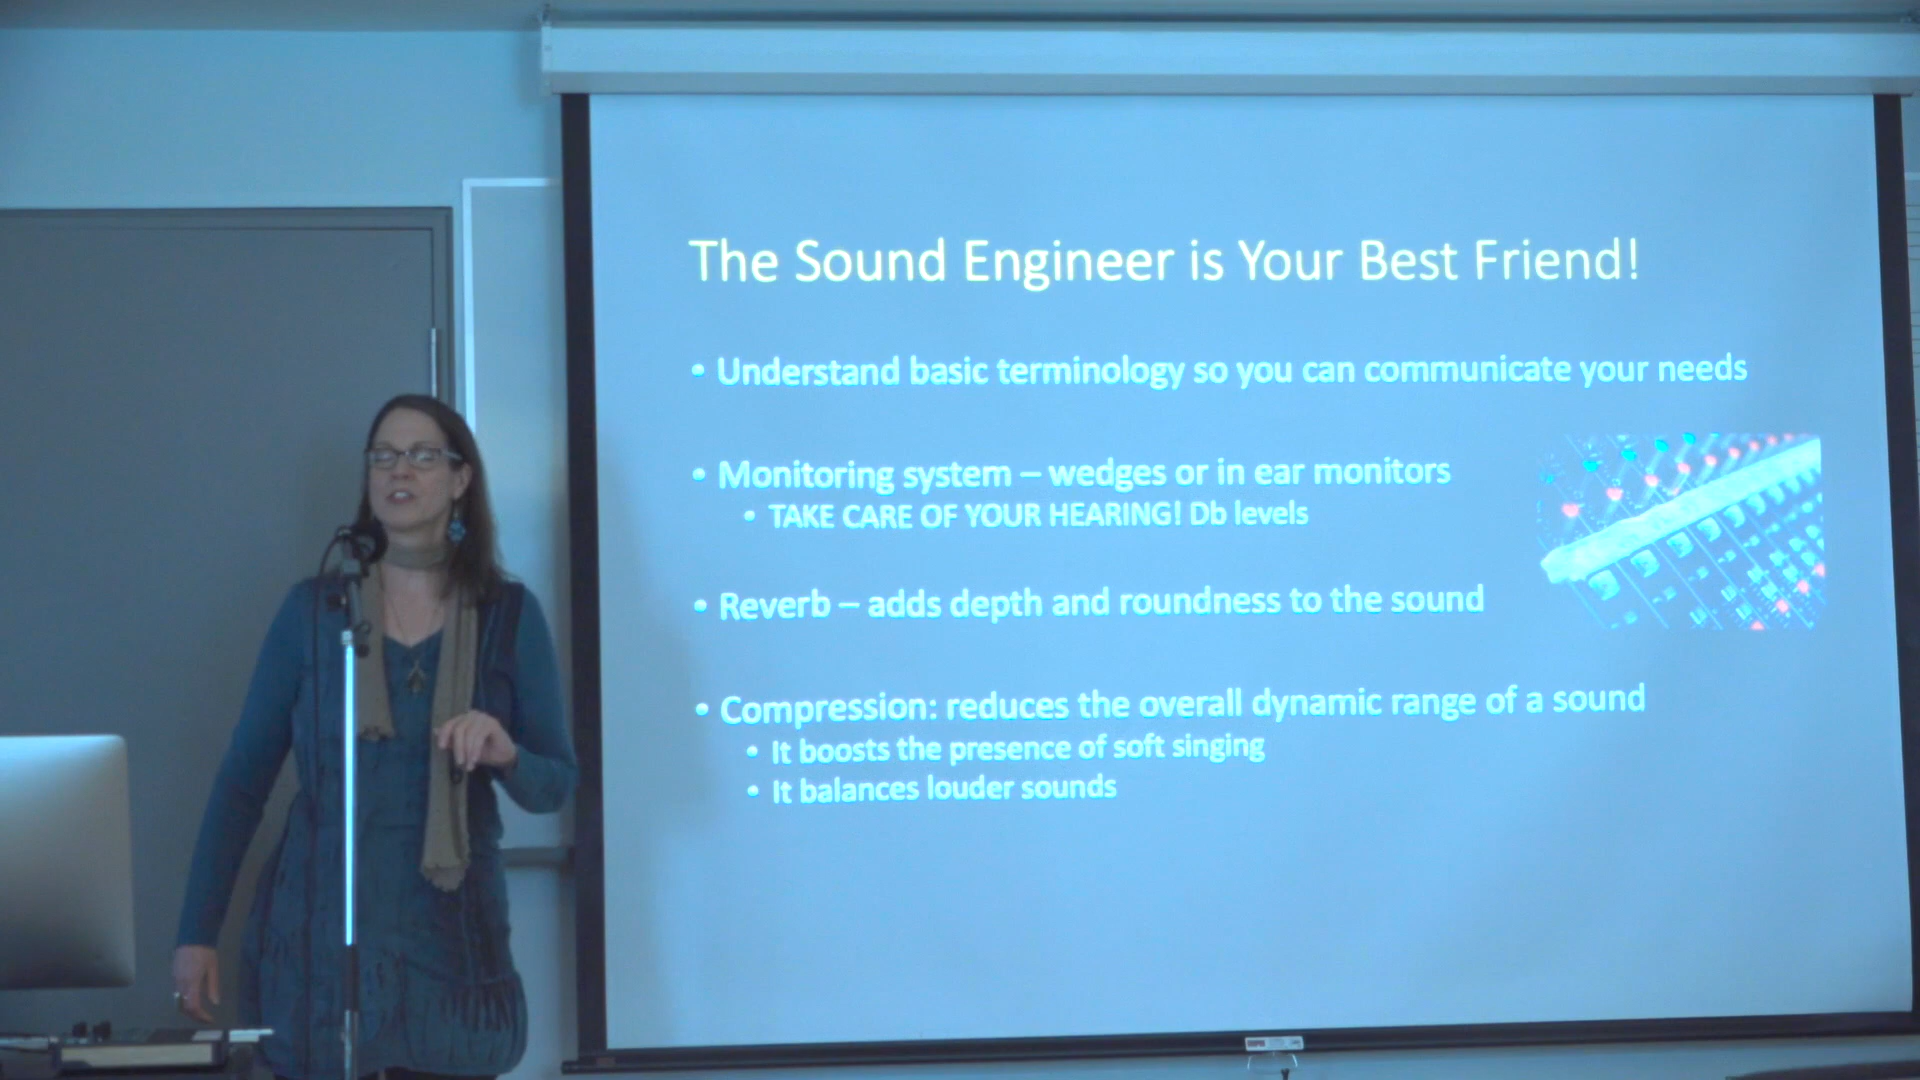 The Sound Engineer is Your Best Friend!
• Understand basic terminology so you can communicate your needs
• Monitoring system – wedges or in ear monitors
• TAKE CARE OF YOUR HEARING! Db levels
• Reverb – adds depth and roundness to the sound
• Compression: reduces the overall dynamic range of a sound
• It boosts the presence of soft singing
• It balances louder sounds